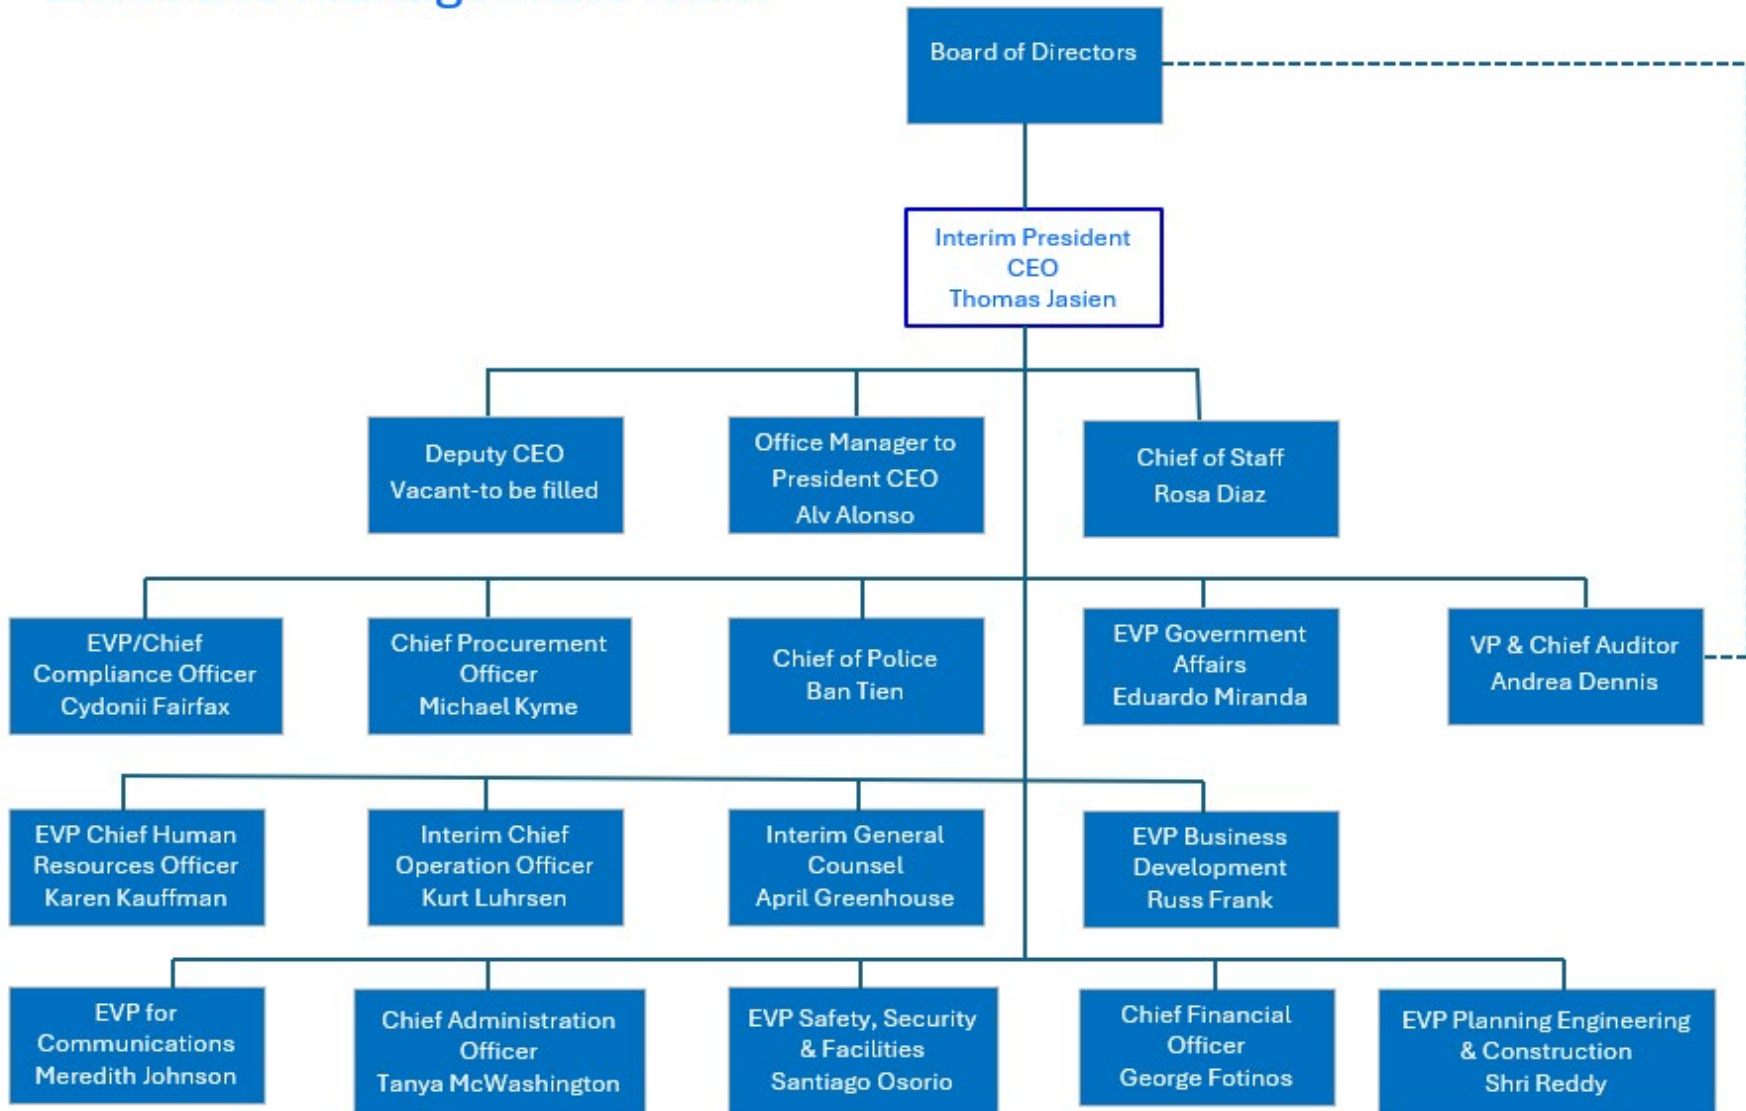 Board of Directors
Interim President
CEO
Thomas Jasien
Deputy CEO
Vacant-to be filled
Office Manager to
President CEO
Alv Alonso
Chief of Staff
Rosa Diaz
EVP/Chief
Compliance Officer
Cydonii Fairfax
Chief Procurement
Officer
Michael Kyme
Chief of Police
Ban Tien
EVP Government
Affairs
Eduardo Miranda
VP & Chief Auditor
Andrea Dennis
EVP Chief Human
Resources Officer
Karen Kauffman
Interim Chief
Operation Officer
Kurt Luhrsen
Interim General
Counsel
April Greenhouse
EVP Business
Development
Russ Frank
EVP for
Communications
Meredith Johnson
Chief Administration
Officer
Tanya McWashington
EVP Safety, Security
& Facilities
Santiago Osorio
Chief Financial
Officer
George Fotinos
EVP Planning Engineering
& Construction
Shri Reddy